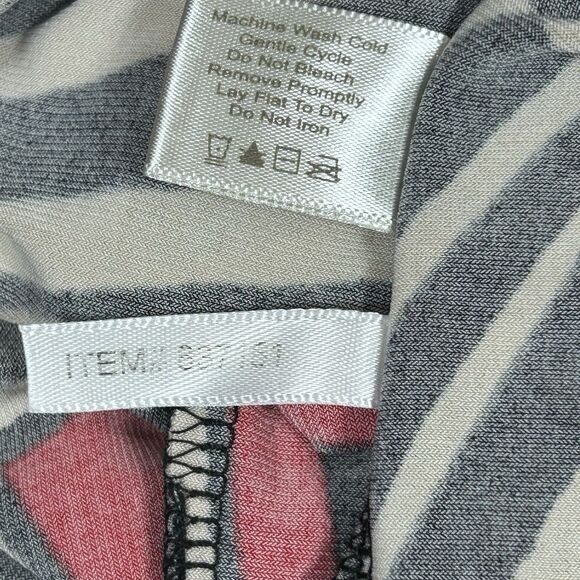 Machine Wash Cold
Gentle Cycle
Do Not Bleach
Remove Promptly
Lay Flat To Dry
Do Not Iron
ITEM#